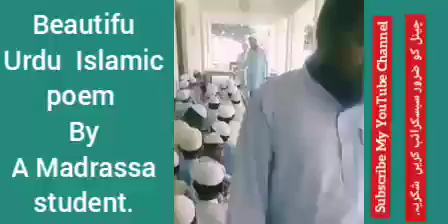 Beautifu
Urdu Islamic
poem
By
A Madrassa
student.
Subscribe My YouTube Channel
چینل کو ضرور سبسکرائب کریں شکریہ۔